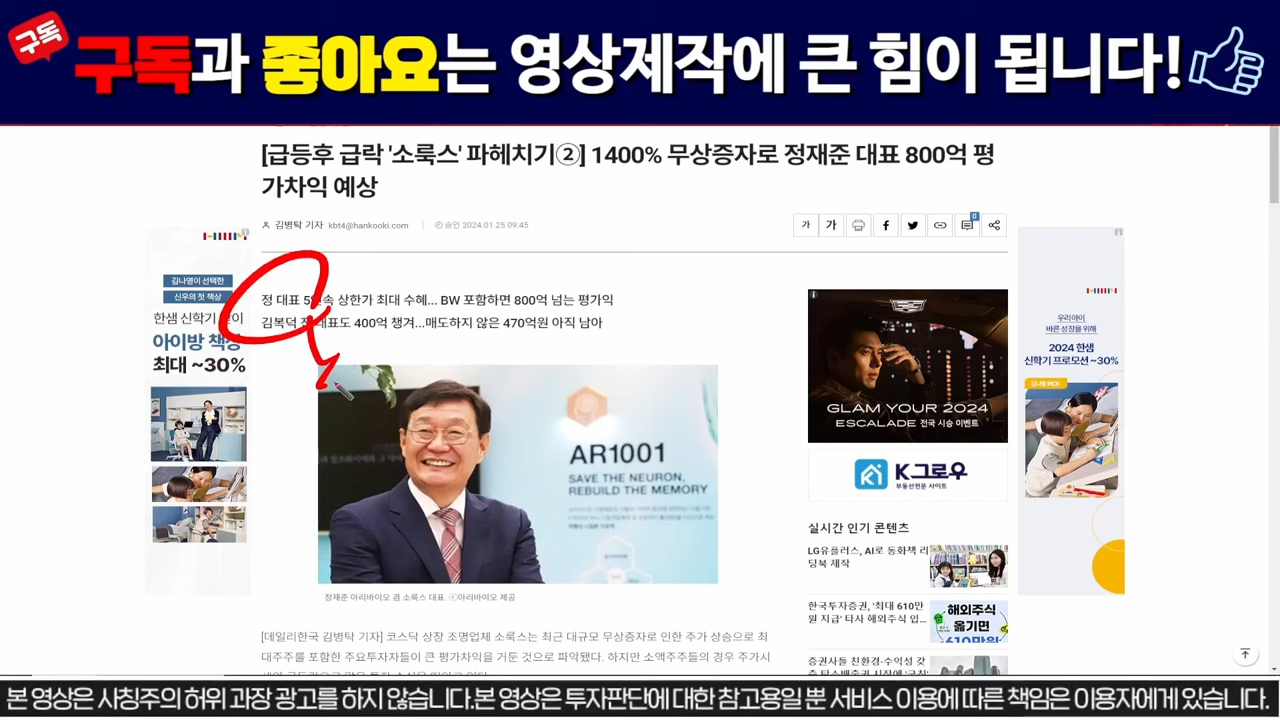 구독
구독과 좋아요는 영상제작에 큰 힘이 됩니다!
[급등후 급락 '소룩스' 파헤치기②] 1400% 무상증자로 정재준 대표 800억 평
가차익 예상
김병탁 기자 kbt4@hankooki.com
승인 2024.01.25 09:45
가 가
0
김나영이 선택한
신우의 첫 책상
한샘 신학기
아이방 책상
최대 ~30%
정 대표 5 속 상한가 최대 수혜... BW 포함하면 800억 넘는 평가익
김복덕 전 대표도 400억 챙겨...매도하지 않은 470억원 아직 남아
AR1001
SAVE THE NEURON,
REBUILD THE MEMORY
정재준 아리바이오 겸 소룩스 대표. ⓒ아리바이오 제공
[데일리한국 김병탁 기자] 코스닥 상장 조명업체 소룩스는 최근 대규모 무상증자로 인한 주가 상승으로 최
대주주를 포함한 주요투자자들이 큰 평가차익을 거둔 것으로 파악됐다. 하지만 소액주주들의 경우 주가시
GLAM YOUR 2024
ESCALADE 전국 시승 이벤트
K그로우
부동산전문 사이트
실시간 인기 콘텐츠
LG유플러스, AI로 동화책 리
딩북 제작
한국투자증권, '최대 610만
원 지급' 타사 해외주식 입...
해외주식
옮기면
610만원
증권사들 친환경·수익성 갖
우리아이
바른 성장을 위해
2024 한샘
신학기 프로모션 ~30%
김나영 PICK
본 영상은 사칭주의 허위 과장 광고를 하지 않습니다.본 영상은 투자판단에 대한 참고용일 뿐 서비스 이용에 따른 책임은 이용자에게 있습니다.